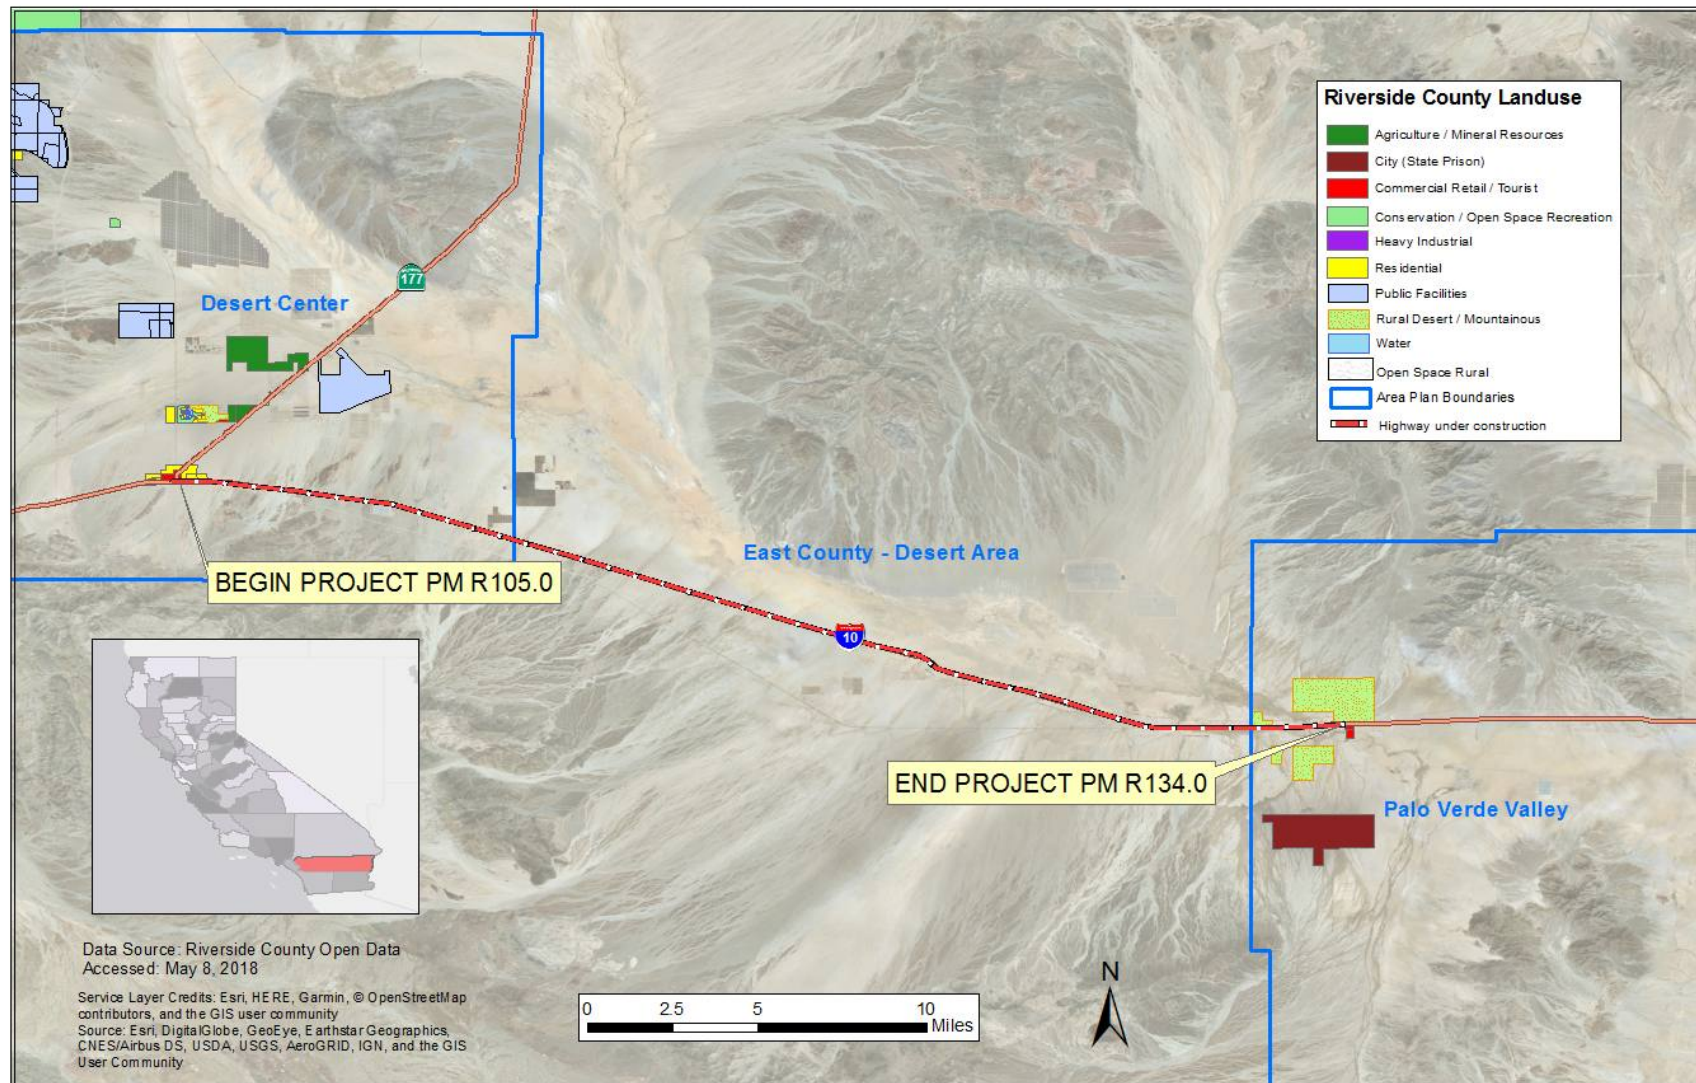 Riverside County Landuse
Agriculture / Mineral Resources
City (State Prison)
Commercial Retail / Tourist
Conservation / Open Space Recreation
Heavy Industrial
Residential
Public Facilities
Rural Desert / Mountainous
Water
Open Space Rural
Area Plan Boundaries
Highway under construction
177
Desert Center
East County - Desert Area
BEGIN PROJECT PM R105.0
10
END PROJECT PM R134.0
Palo Verde Valley
Data Source: Riverside County Open Data
Accessed: May 8, 2018
Service Layer Credits: Esri, HERE, Garmin, © OpenStreetMap
contributors, and the GIS user community
Source: Esri, DigitalGlobe, GeoEye, Earthstar Geographics,
CNES/Airbus DS, USDA, USGS, AeroGRID, IGN, and the GIS
User Community
0 2.5 5 10
Miles
N